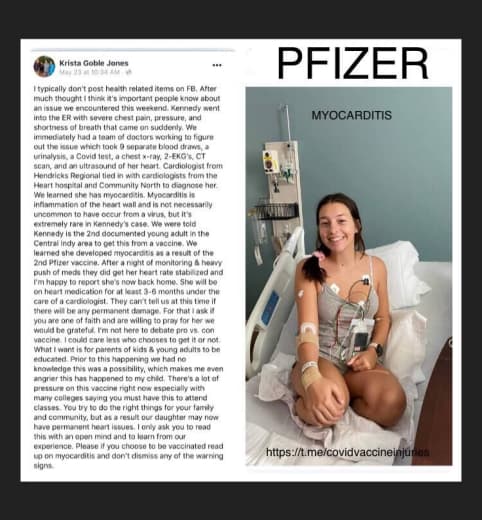 Krista Goble Jones
May 23 at 10:34 AM
I typically don't post health related items on FB. After
much thought I think it's important people know about
an issue we encountered this weekend. Kennedy went
into the ER with severe chest pain, pressure, and
shortness of breath that came on suddenly. We
immediately had a team of doctors working to figure
out the issue which took 9 separate blood draws, a
urinalysis, a Covid test, a chest x-ray, 2-EKG's, CT
scan, and an ultrasound of her heart. Cardiologist from
Hendricks Regional tied in with cardiologists from the
Heart hospital and Community North to diagnose her.
We learned she has myocarditis. Myocarditis is
inflammation of the heart wall and is not necessarily
uncommon to have occur from a virus, but it's
extremely rare in Kennedy's case. We were told
Kennedy is the 2nd documented young adult in the
Central indy area to get this from a vaccine. We
learned she developed myocarditis as a result of the
2nd Pfizer vaccine. After a night of monitoring & heavy
push of meds they did get her heart rate stabilized and
I'm happy to report she's now back home. She will be
on heart medication for at least 3-6 months under the
care of a cardiologist. They can't tell us at this time if
there will be any permanent damage. For that I ask if
you are one of faith and are willing to pray for her we
would be grateful. I'm not here to debate pro vs. con
vaccine. I could care less who chooses to get it or not.
What I want is for parents of kids & young adults to be
educated. Prior to this happening we had no
knowledge this was a possibility, which makes me even
angrier this has happened to my child. There's a lot of
pressure on this vaccine right now especially with
many colleges saying you must have this to attend
classes. You try to do the right things for your family
and community, but as a result our daughter may now
have permanent heart issues. I only ask you to read
this with an open mind and to learn from our
experience. Please if you choose to be vaccinated read
up on myocarditis and don't dismiss any of the warning
signs.
PFIZER
MYOCARDITIS
https://t.me/covidvaccineinjuries